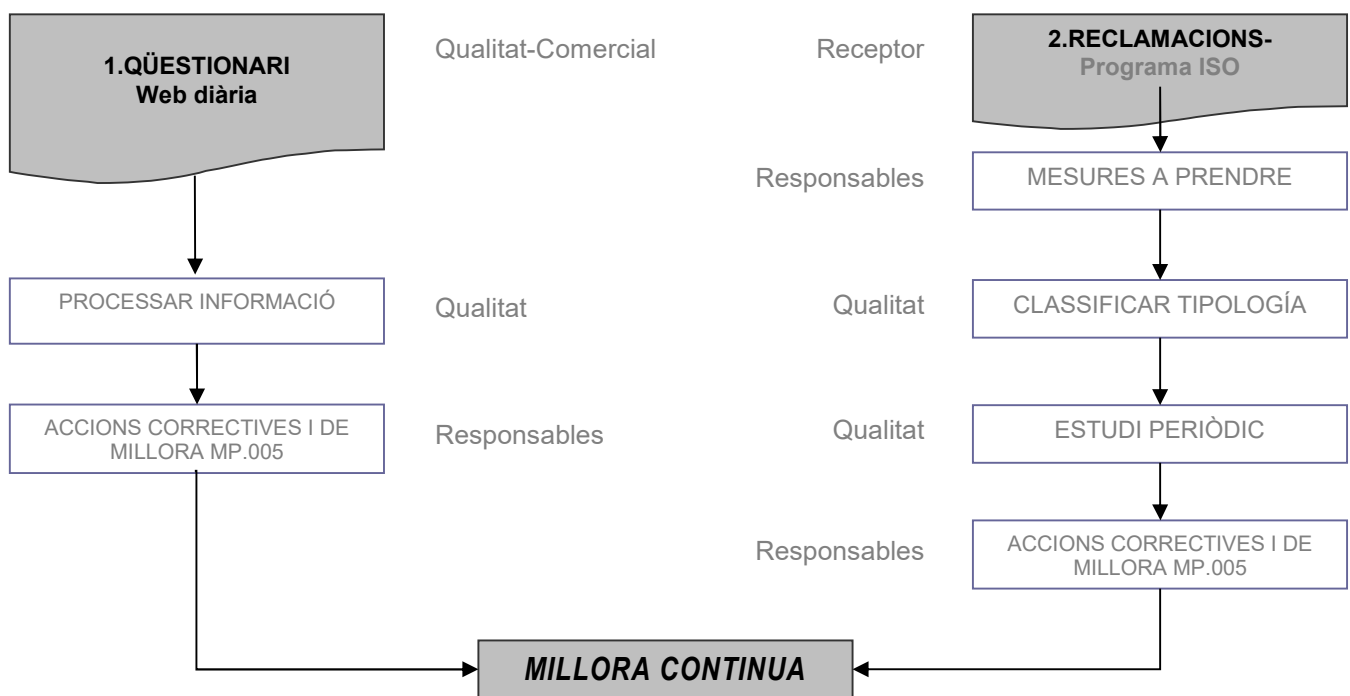 1.QÜESTIONARI
Web diària
Qualitat-Comercial
Receptor
2.RECLAMACIONS-
Programa ISO
Responsables
MESURES A PRENDRE
PROCESSAR INFORMACIÓ
Qualitat
Qualitat
CLASSIFICAR TIPOLOGÍA
ACCIONS CORRECTIVES I DE
MILLORA MP.005
Responsables
Qualitat
ESTUDI PERIÒDIC
Responsables
ACCIONS CORRECTIVES I DE
MILLORA MP.005
MILLORA CONTINUA